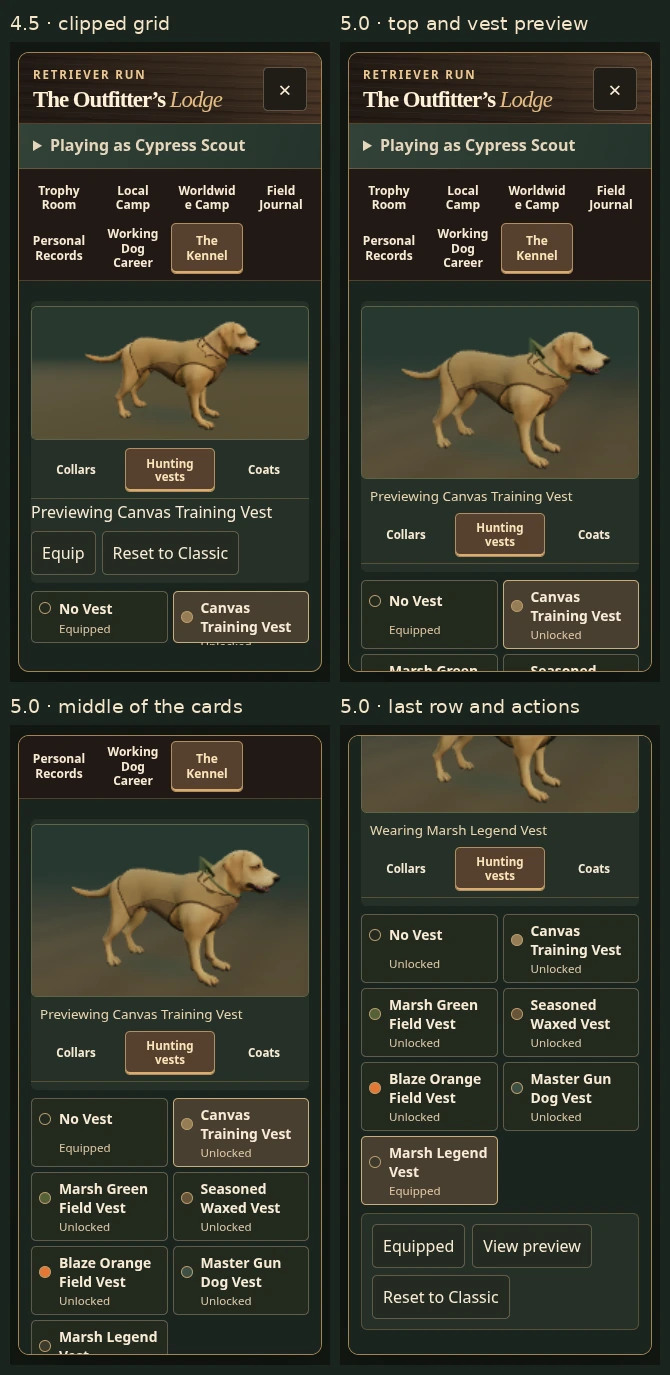 4.5 · clipped grid
RETRIEVER RUN
The Outfitter’s Lodge
×
▶ Playing as Cypress Scout
Trophy Room
Local Camp
Worldwid e Camp
Field Journal
Personal Records
Working Dog Career
The Kennel
Collars
Hunting vests
Coats
Previewing Canvas Training Vest
Equip
Reset to Classic
No Vest
Equipped
Canvas Training Vest
Unlocked
5.0 · top and vest preview
RETRIEVER RUN
The Outfitter’s Lodge
×
▶ Playing as Cypress Scout
Trophy Room
Local Camp
Worldwid e Camp
Field Journal
Personal Records
Working Dog Career
The Kennel
Previewing Canvas Training Vest
Collars
Hunting vests
Coats
No Vest
Equipped
Canvas Training Vest
Unlocked
Marsh Green
Seasoned
5.0 · middle of the cards
Personal Records
Working Dog Career
The Kennel
Previewing Canvas Training Vest
Collars
Hunting vests
Coats
No Vest
Equipped
Canvas Training Vest
Unlocked
Marsh Green Field Vest
Unlocked
Seasoned Waxed Vest
Unlocked
Blaze Orange Field Vest
Unlocked
Master Gun Dog Vest
Unlocked
Marsh Legend Vest
5.0 · last row and actions
Wearing Marsh Legend Vest
Collars
Hunting vests
Coats
No Vest
Unlocked
Canvas Training Vest
Unlocked
Marsh Green Field Vest
Unlocked
Seasoned Waxed Vest
Unlocked
Blaze Orange Field Vest
Unlocked
Master Gun Dog Vest
Unlocked
Marsh Legend Vest
Equipped
Equipped
View preview
Reset to Classic